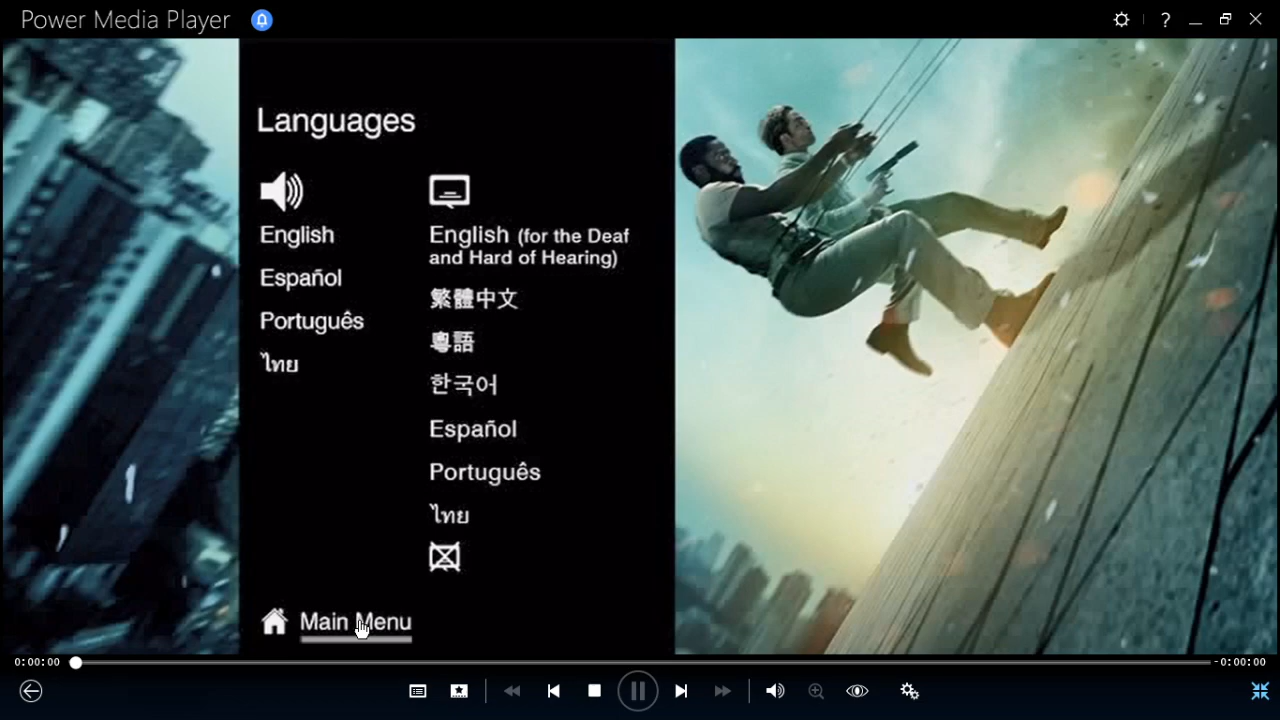 Power Media Player
Languages
English
Español
Português
ไทย
English (for the Deaf
and Hard of Hearing)
繁體中文
粵語
한국어
Español
Português
ไทย
Main Menu
0:00:00
-0:00:00